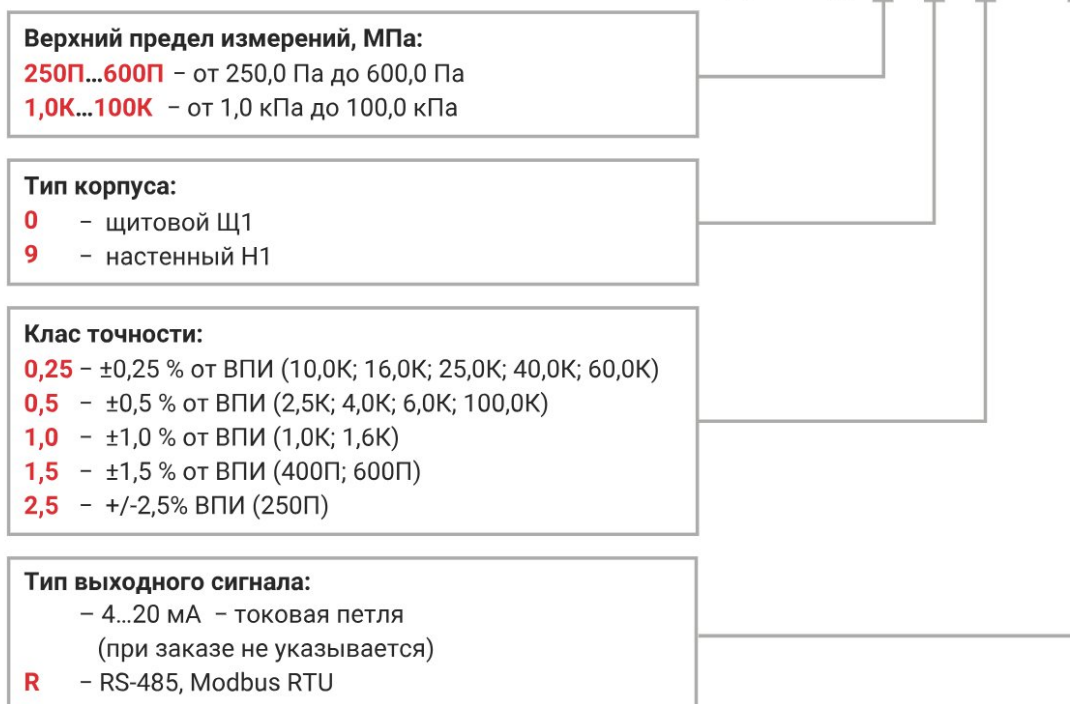 Верхний предел измерений, МПа:
250П...600П – от 250,0 Па до 600,0 Па
1,0К...100К – от 1,0 кПа до 100,0 кПа
Тип корпуса:
0 – щитовой Щ1
9 – настенный Н1
Клас точности:
0,25 – ±0,25 % от ВПИ (10,0К; 16,0К; 25,0К; 40,0К; 60,0К)
0,5 – ±0,5 % от ВПИ (2,5К; 4,0К; 6,0К; 100,0К)
1,0 – ±1,0 % от ВПИ (1,0К; 1,6К)
1,5 – ±1,5 % от ВПИ (400П; 600П)
2,5 – +/-2,5% ВПИ (250П)
Тип выходного сигнала:
– 4...20 мА – токовая петля
(при заказе не указывается)
R – RS-485, Modbus RTU